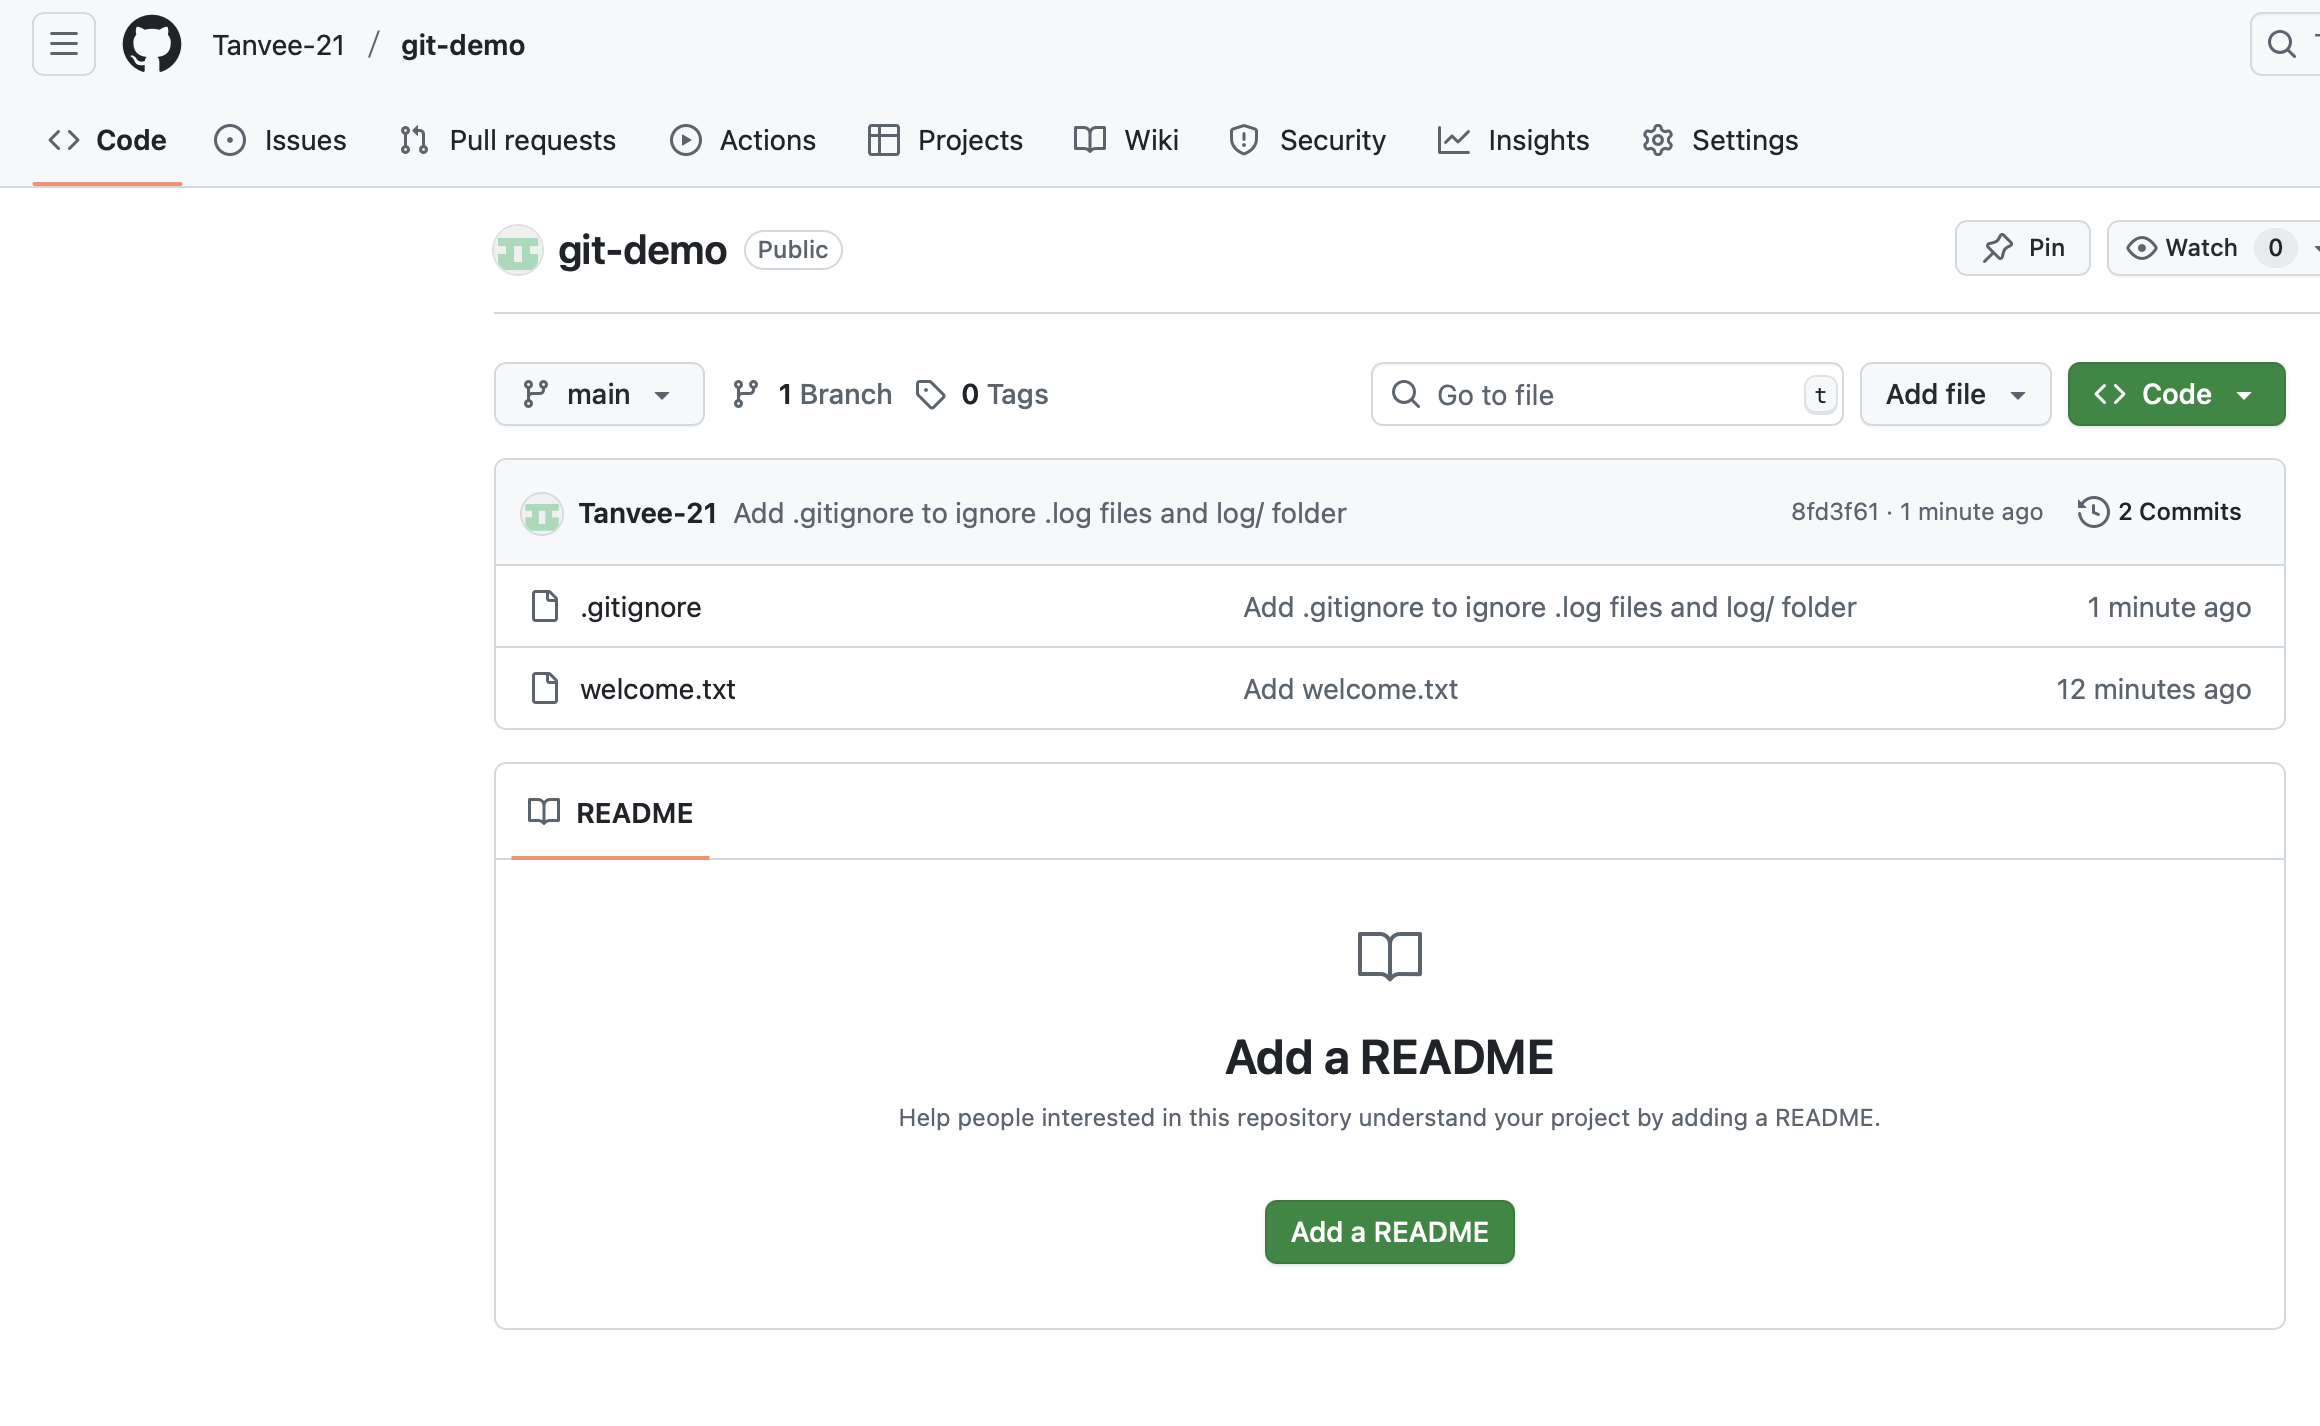 Tanvee-21 / git-demo
Code Issues Pull requests Actions Projects Wiki Security Insights Settings
git-demo Public Pin Watch 0
main 1 Branch 0 Tags Go to file t Add file Code
Tanvee-21 Add .gitignore to ignore .log files and log/ folder 8fd3f61 · 1 minute ago 2 Commits
.gitignore Add .gitignore to ignore .log files and log/ folder 1 minute ago
welcome.txt Add welcome.txt 12 minutes ago
README
Add a README
Help people interested in this repository understand your project by adding a README.
Add a README